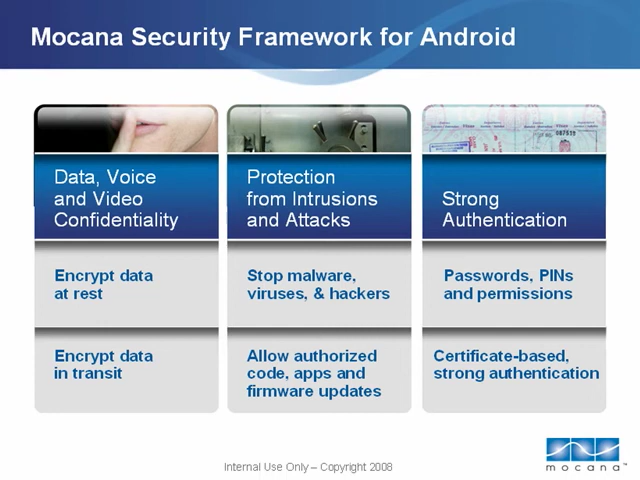 Mocana Security Framework for Android
Data, Voice
and Video
Confidentiality
Encrypt data
at rest
Encrypt data
in transit
Protection
from Intrusions
and Attacks
Stop malware,
viruses, & hackers
Allow authorized
code, apps and
firmware updates
067510
Strong
Authentication
Passwords, PINs
and permissions
Certificate-based,
strong authentication
mocana™
Internal Use Only – Copyright 2008